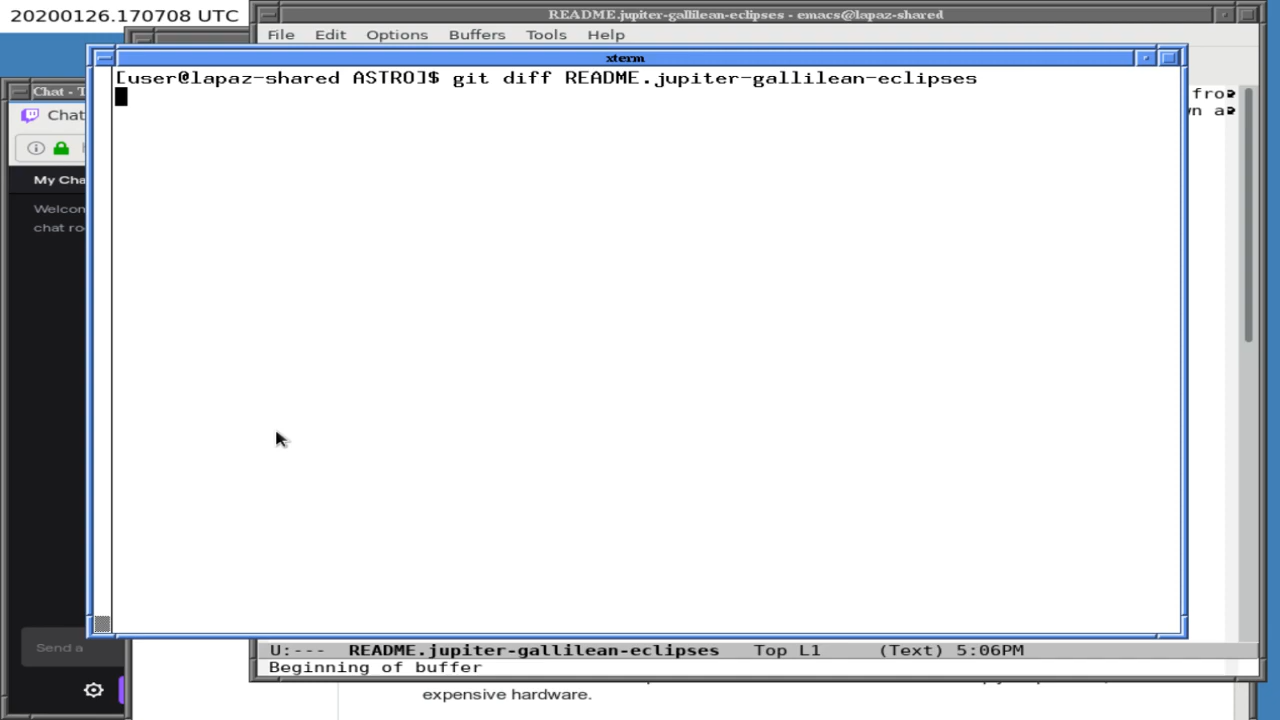 20200126.170708 UTC
README.jupiter-gallilean-eclipses - emacs@lapaz-shared
File Edit Options Buffers Tools Help
xterm
[user@lapaz-shared ASTRO]$ git diff README.jupiter-gallilean-eclipses
Chat - T
Chat
fro
n a
My Cha
Welcon
chat ro
Send a
U:--- README.jupiter-gallilean-eclipses Top L1 (Text) 5:06PM
Beginning of buffer
expensive hardware.